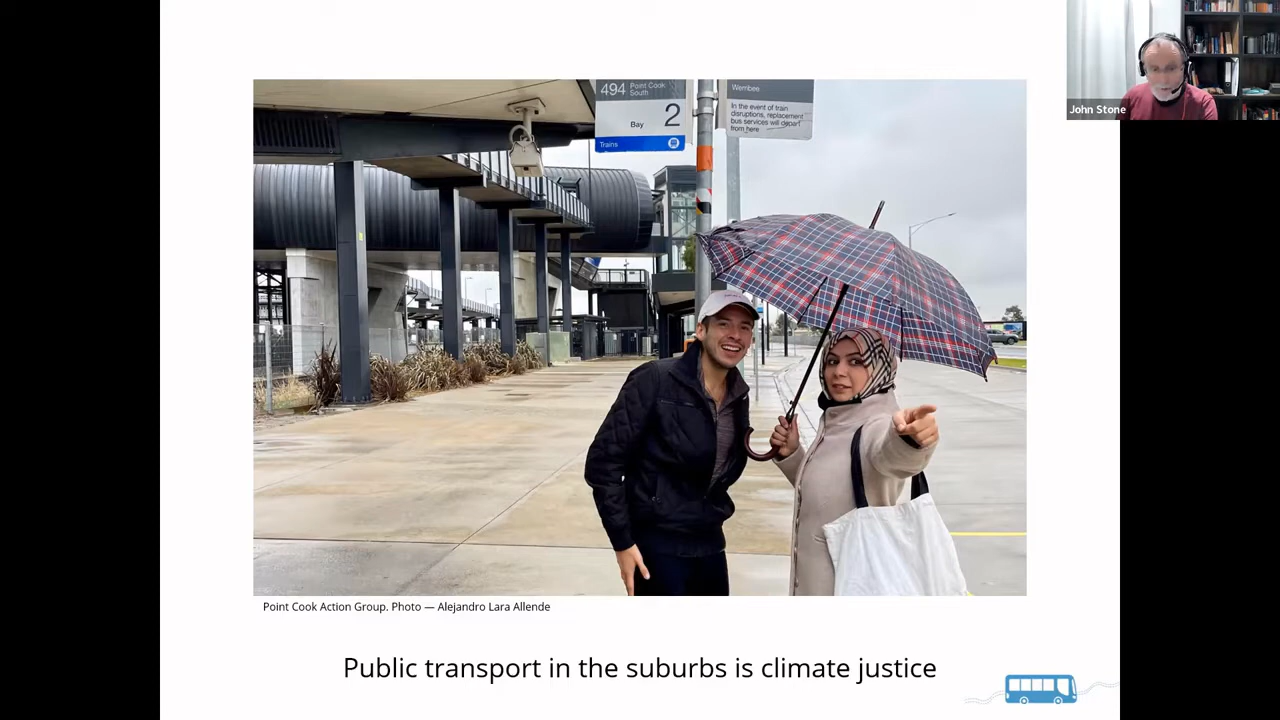 494 Point Cook
South
Bay 2
Trains
Werribee
In the event of train
disruptions, replacement
bus services will depart
from here
John Stone
Point Cook Action Group. Photo — Alejandro Lara Allende
Public transport in the suburbs is climate justice